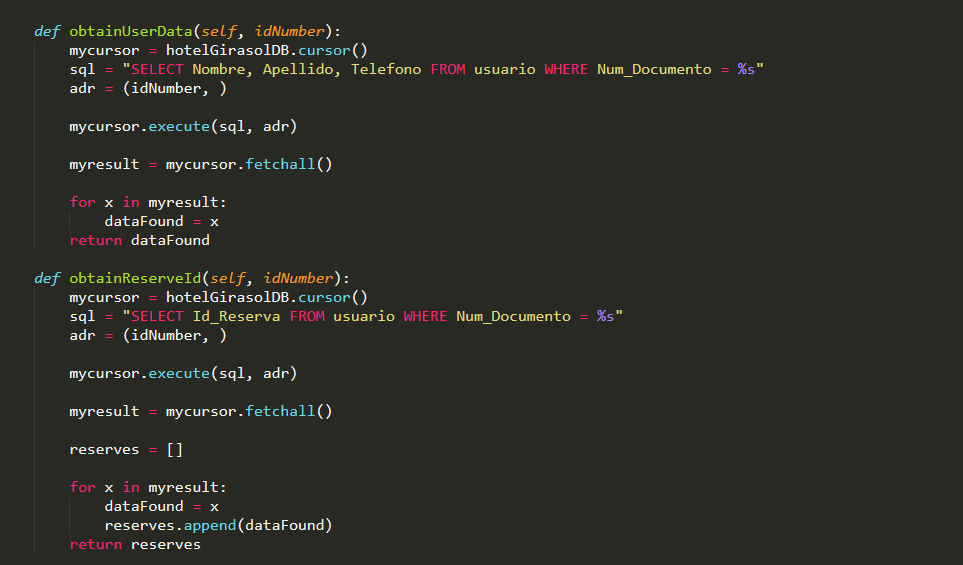 def obtainUserData(self, idNumber):
    mycursor = hotelGirasolDB.cursor()
    sql = "SELECT Nombre, Apellido, Telefono FROM usuario WHERE Num_Documento = %s"
    adr = (idNumber, )
    mycursor.execute(sql, adr)
    myresult = mycursor.fetchall()
    for x in myresult:
        dataFound = x
    return dataFound
def obtainReserveId(self, idNumber):
    mycursor = hotelGirasolDB.cursor()
    sql = "SELECT Id_Reserva FROM usuario WHERE Num_Documento = %s"
    adr = (idNumber, )
    mycursor.execute(sql, adr)
    myresult = mycursor.fetchall()
    reserves = []
    for x in myresult:
        dataFound = x
        reserves.append(dataFound)
    return reserves